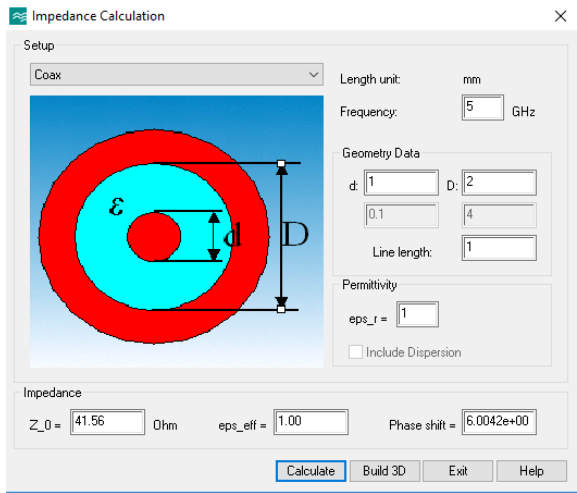 Impedance Calculation
Setup
Coax
Length unit: mm
Frequency: 5 GHz
Geometry Data
d: 1 D: 2
0.1 4
Line length: 1
Permittivity
eps_r = 1
Include Dispersion
ε
d
D
Impedance
Z_0 = 41.56 Ohm eps_eff = 1.00 Phase shift = 6.0042e+00
Calculate Build 3D Exit Help